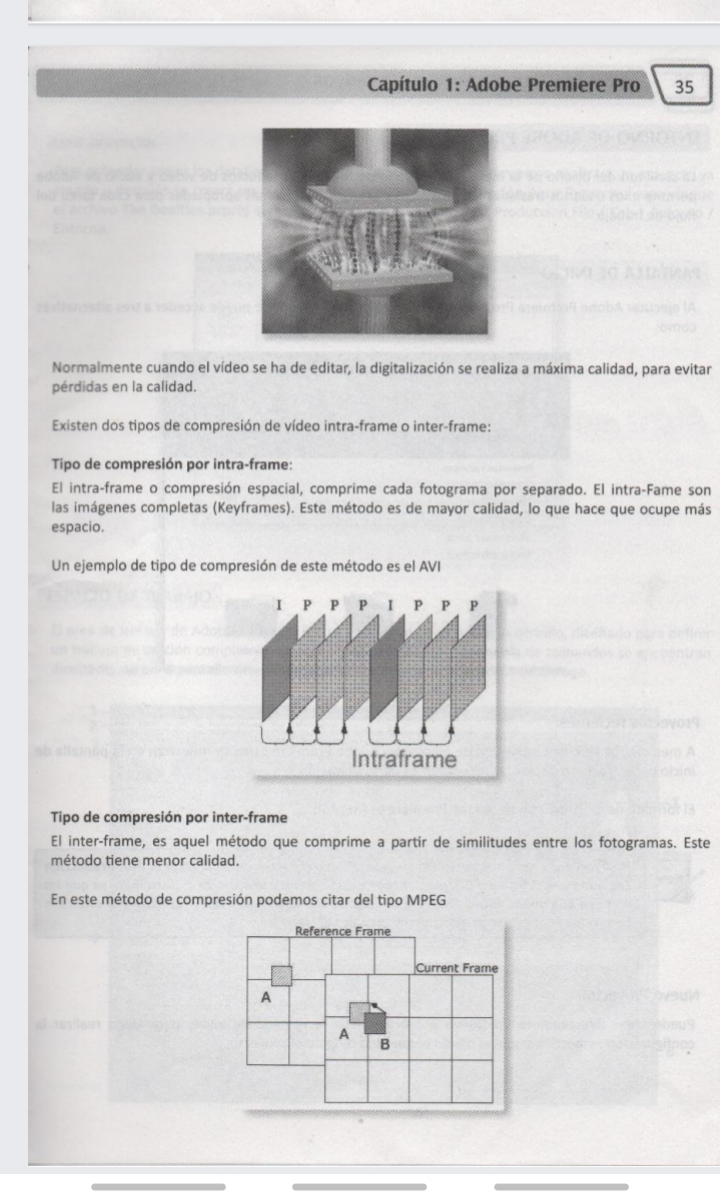 Capítulo 1: Adobe Premiere Pro 35
Normalmente cuando el vídeo se ha de editar, la digitalización se realiza a máxima calidad, para evitar
pérdidas en la calidad.
Existen dos tipos de compresión de vídeo intra-frame o inter-frame:
Tipo de compresión por intra-frame:
El intra-frame o compresión espacial, comprime cada fotograma por separado. El intra-Fame son
las imágenes completas (Keyframes). Este método es de mayor calidad, lo que hace que ocupe más
espacio.
Un ejemplo de tipo de compresión de este método es el AVI
I P P P I P P P
Intraframe
Tipo de compresión por inter-frame
El inter-frame, es aquel método que comprime a partir de similitudes entre los fotogramas. Este
método tiene menor calidad.
En este método de compresión podemos citar del tipo MPEG
Reference Frame
Current Frame
A
A
B